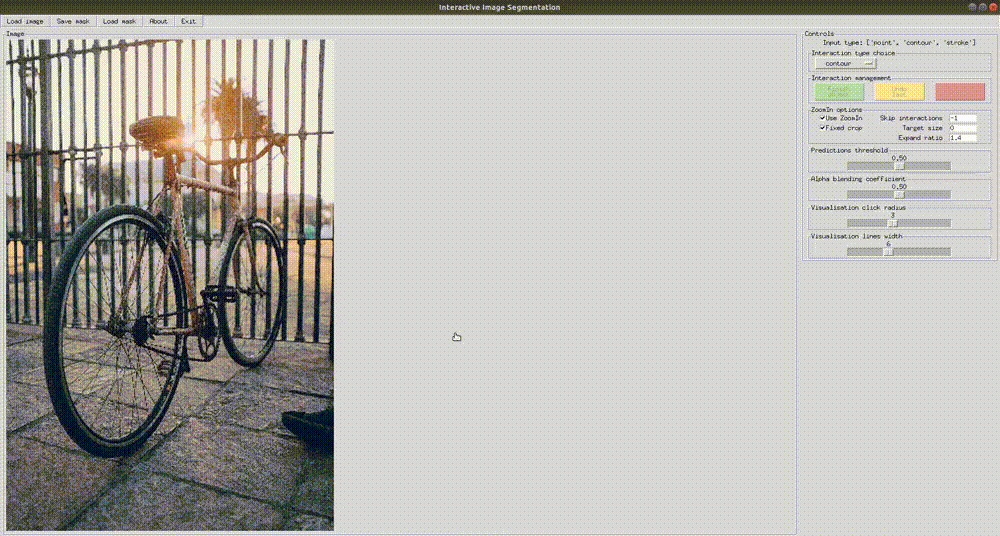 Interactive Image Segmentation
Load image Save mask Load mask About Exit
Image
Controls
Input type: ['point', 'contour', 'stroke']
Interaction type choice
contour
Interaction management
Undo
ZoomIn options
Use ZoomIn Skip interactions -1
Fixed crop Target size 0
Expand ratio 1.4
Predictions threshold
0.50
Alpha blending coefficient
0.50
Visualisation click radius
3
Visualisation lines width
6